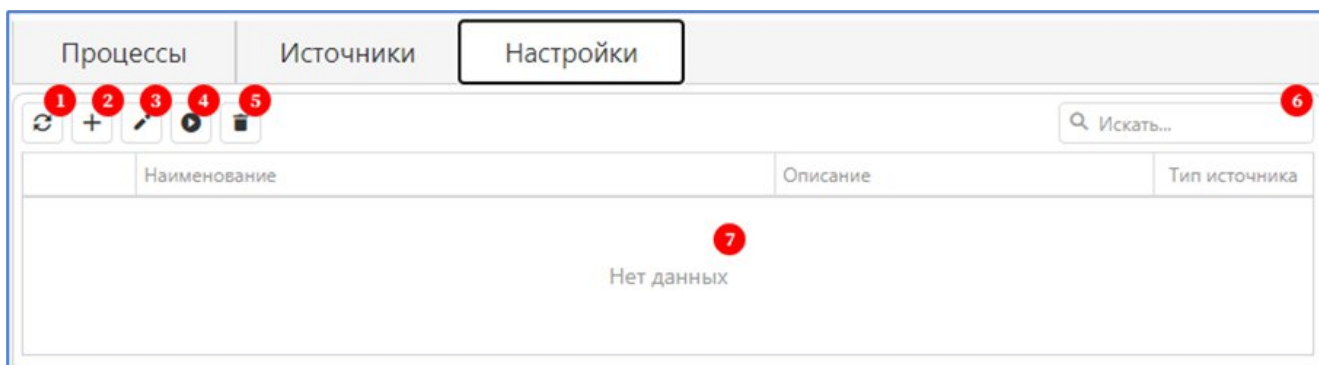 Процессы Источники Настройки
1 2 3 4 5 6
Искать...
Наименование Описание Тип источника
7
Нет данных